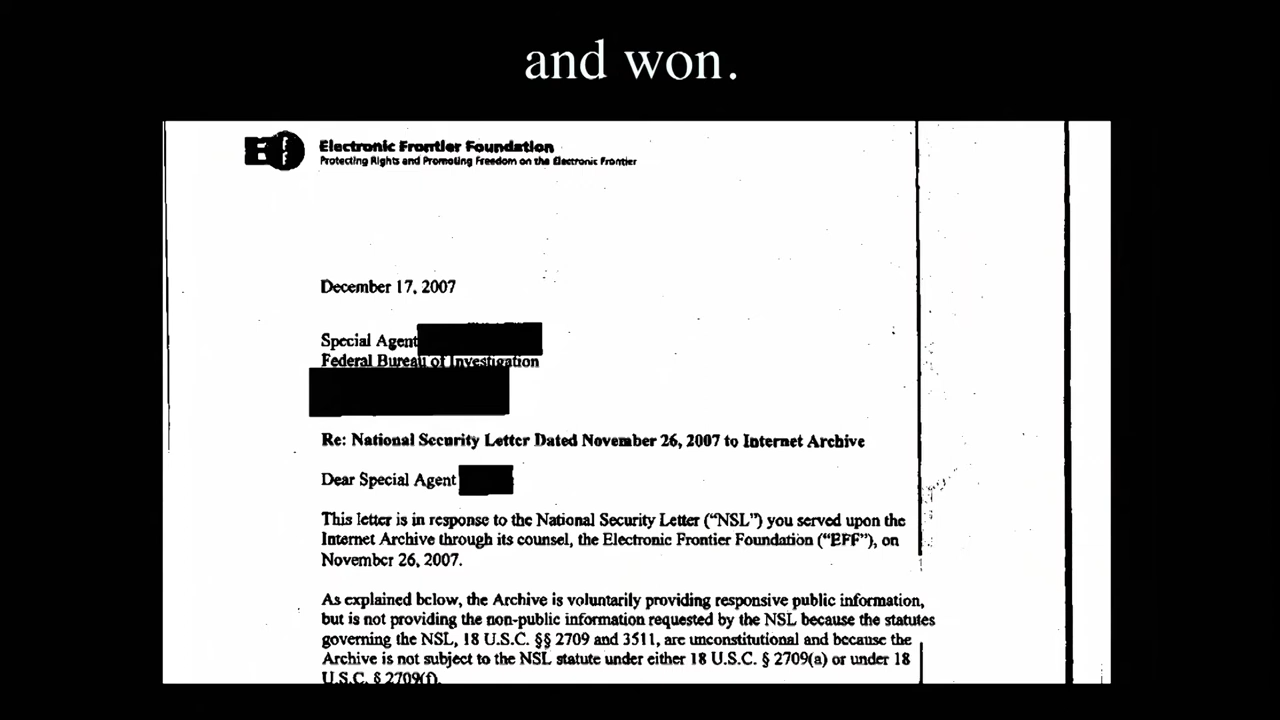 and won.
Electronic Frontier Foundation
Protecting Rights and Promoting Freedom on the Electronic Frontier
December 17, 2007
Special Agent
Federal Bureau of Investigation
Re: National Security Letter Dated November 26, 2007 to Internet Archive
Dear Special Agent
This letter is in response to the National Security Letter (“NSL”) you served upon the
Internet Archive through its counsel, the Electronic Frontier Foundation (“EFF”), on
November 26, 2007.
As explained below, the Archive is voluntarily providing responsive public information,
but is not providing the non-public information requested by the NSL because the statutes
governing the NSL, 18 U.S.C. §§ 2709 and 3511, are unconstitutional and because the
Archive is not subject to the NSL statute under either 18 U.S.C. § 2709(a) or under 18
U.S.C. § 2709(f).